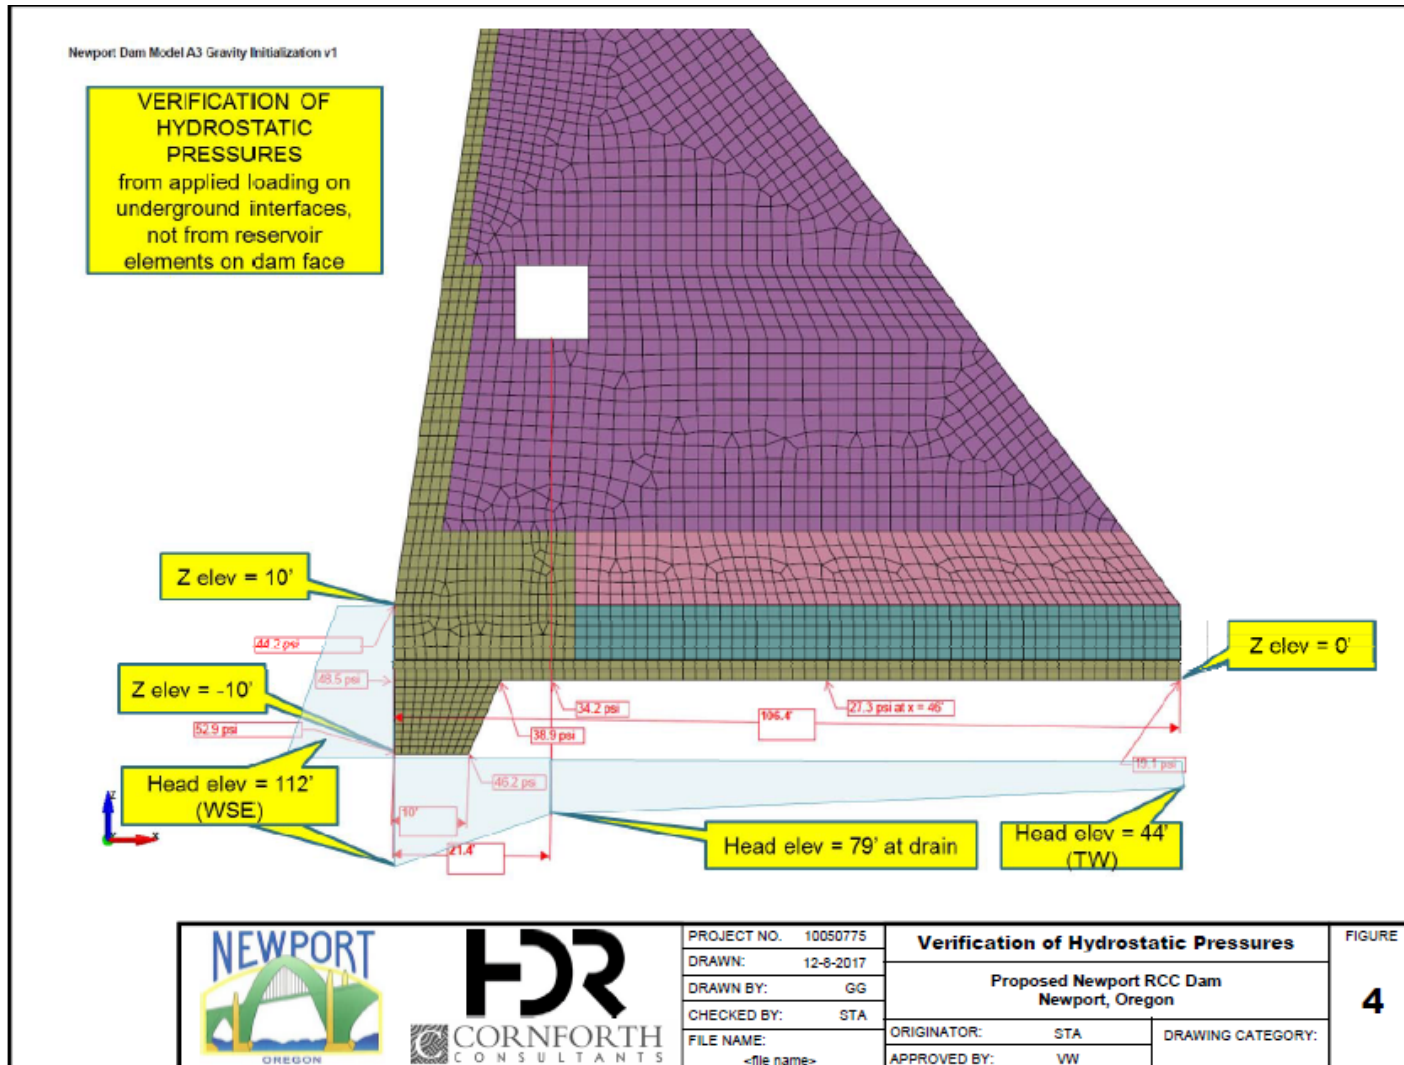 Newport Dam Model A3 Gravity Initialization v1
VERIFICATION OF
HYDROSTATIC
PRESSURES
from applied loading on
underground interfaces,
not from reservoir
elements on dam face
Z elev = 10'
44.2 psi
Z elev = 0'
48.5 psi
Z elev = -10'
34.2 psi
27.3 psi at x = 46'
106.4'
52.9 psi
38.9 psi
19.1 psi
46.2 psi
Head elev = 112'
(WSE)
10'
Z
Y
X
21.4'
Head elev = 79' at drain
Head elev = 44'
(TW)
NEWPORT
OREGON
HDR
CORNFORTH
CONSULTANTS
PROJECT NO. 10050775
DRAWN: 12-8-2017
DRAWN BY: GG
CHECKED BY: STA
FILE NAME:
<file name>
Verification of Hydrostatic Pressures
Proposed Newport RCC Dam
Newport, Oregon
ORIGINATOR: STA
APPROVED BY: VW
DRAWING CATEGORY:
FIGURE
4